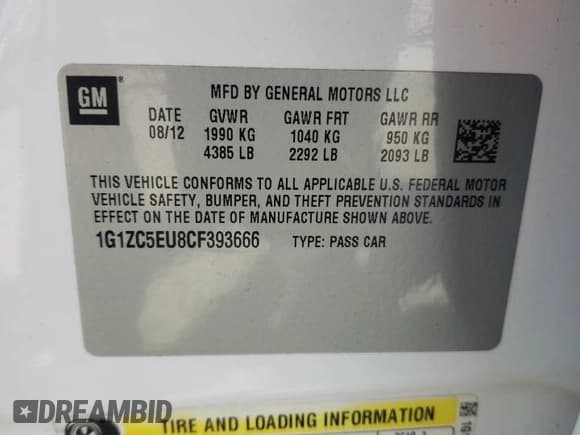 GM
®
MFD BY GENERAL MOTORS LLC
DATE GVWR GAWR FRT GAWR RR
08/12 1990 KG 1040 KG 950 KG
4385 LB 2292 LB 2093 LB
THIS VEHICLE CONFORMS TO ALL APPLICABLE U.S. FEDERAL MOTOR
VEHICLE SAFETY, BUMPER, AND THEFT PREVENTION STANDARDS IN
EFFECT ON THE DATE OF MANUFACTURE SHOWN ABOVE.
1G1ZC5EU8CF393666 TYPE: PASS CAR
TIRE AND LOADING INFORMATION
DREAMBID